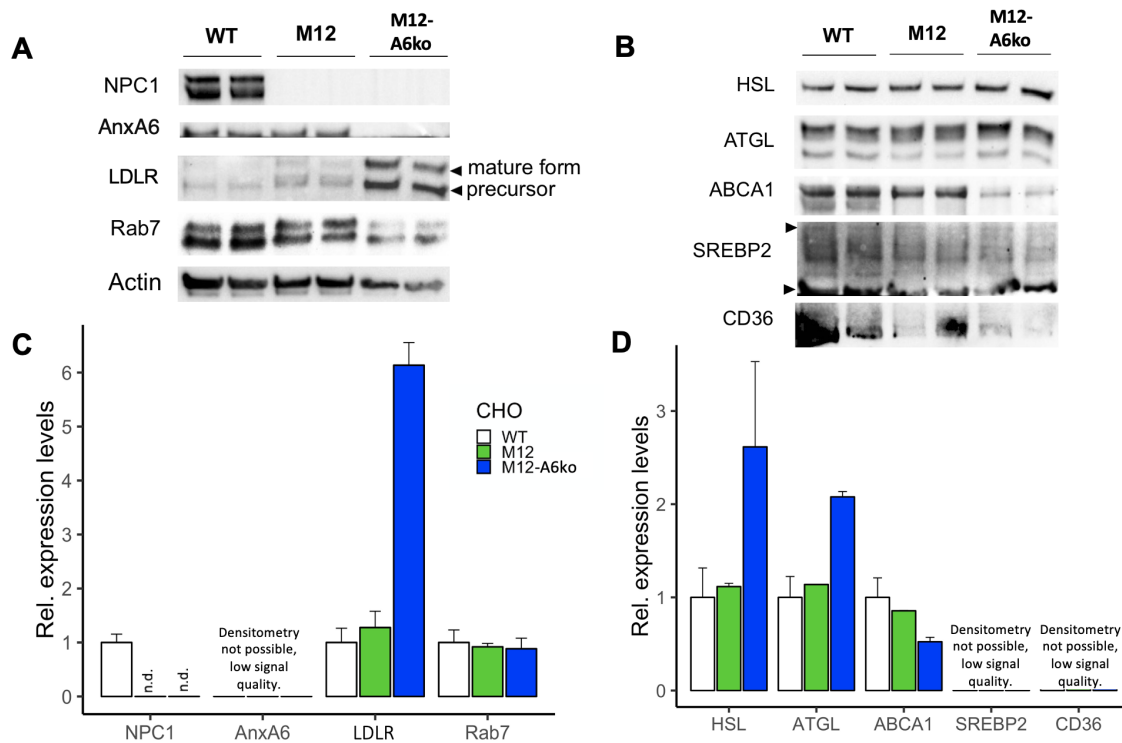 A
WT
M12
M12-
A6ko
NPC1
AnxA6
LDLR
mature form
precursor
Rab7
Actin
B
WT
M12
M12-
A6ko
HSL
ATGL
ABCA1
SREBP2
CD36
C
Rel. expression levels
6
5
4
3
2
1
0
n.d.
n.d.
Densitometry
not possible,
low signal
quality.
CHO
WT
M12
M12-A6ko
NPC1 AnxA6 LDLR Rab7
D
Rel. expression levels
3
2
1
0
Densitometry
not possible,
low signal
quality.
Densitometry
not possible,
low signal
quality.
HSL ATGL ABCA1 SREBP2 CD36